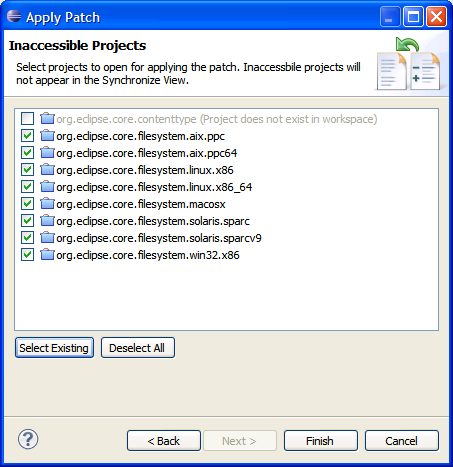 Apply Patch
Inaccessible Projects
Select projects to open for applying the patch. Inaccessbile projects will
not appear in the Synchronize View.
org.eclipse.core.contenttype (Project does not exist in workspace)
org.eclipse.core.filesystem.aix.ppc
org.eclipse.core.filesystem.aix.ppc64
org.eclipse.core.filesystem.linux.x86
org.eclipse.core.filesystem.linux.x86_64
org.eclipse.core.filesystem.macosx
org.eclipse.core.filesystem.solaris.sparc
org.eclipse.core.filesystem.solaris.sparcv9
org.eclipse.core.filesystem.win32.x86
Select Existing Deselect All
? < Back Next > Finish Cancel